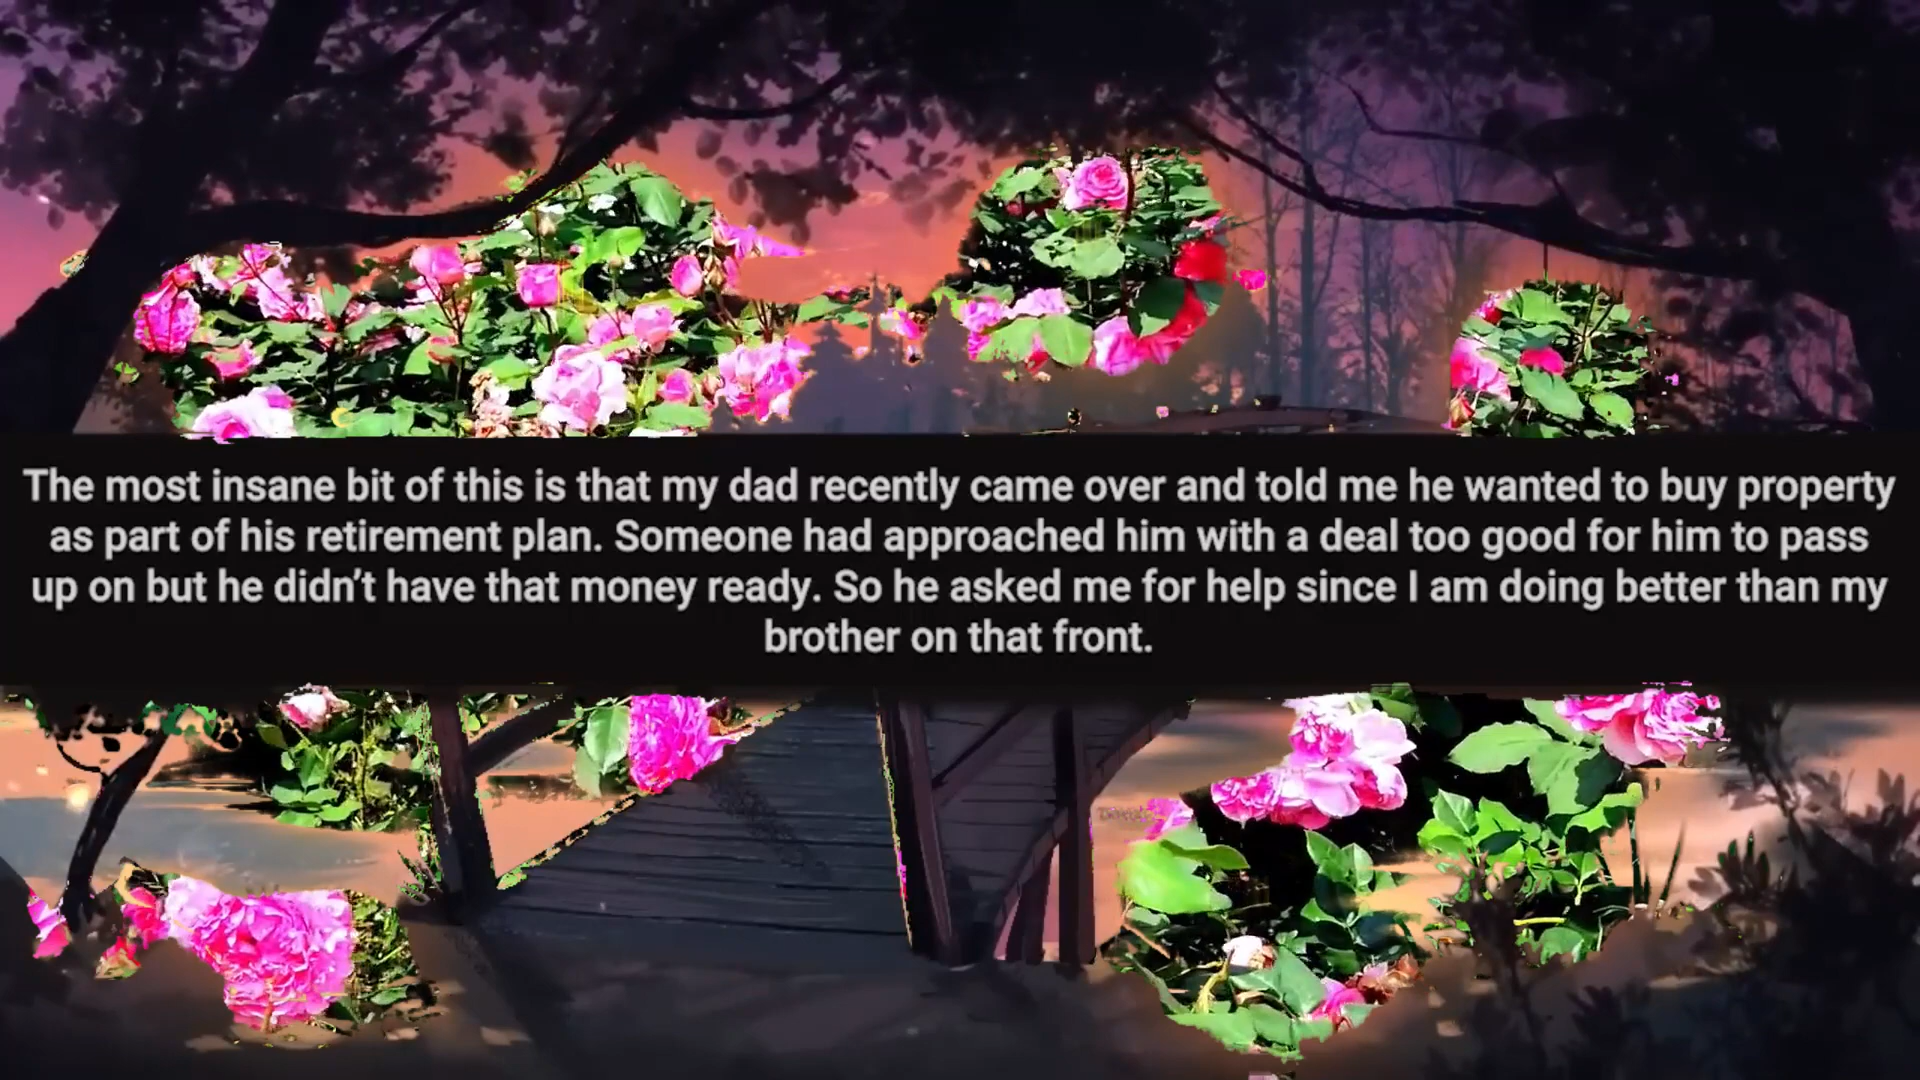 The most insane bit of this is that my dad recently came over and told me he wanted to buy property
as part of his retirement plan. Someone had approached him with a deal too good for him to pass
up on but he didn’t have that money ready. So he asked me for help since I am doing better than my
brother on that front.